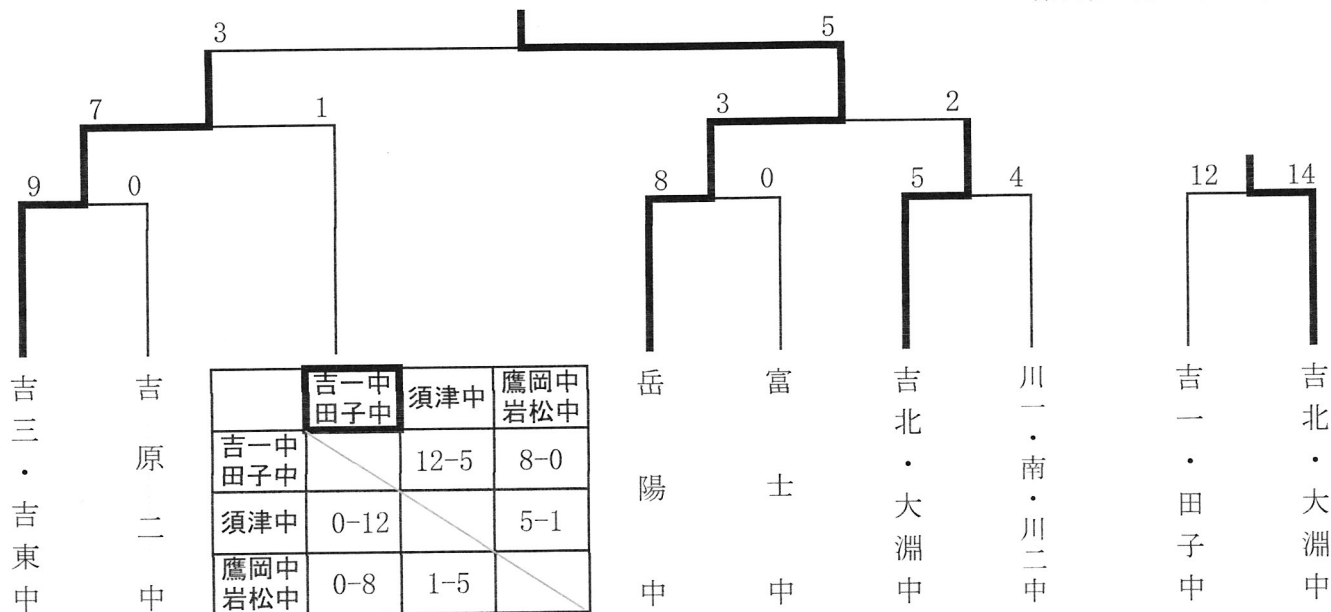 3 5
7 1 3 2
9 0 8 0 5 4 12 14
吉三・吉東中
吉原二中
吉一中
田子中
須津中
鷹岡中
岩松中
吉一中
田子中
12-5
8-0
須津中
0-12
5-1
鷹岡中
岩松中
0-8
1-5
岳陽中
富士中
吉北・大淵中
川一・南・川二中
吉一・田子中
吉北・大淵中